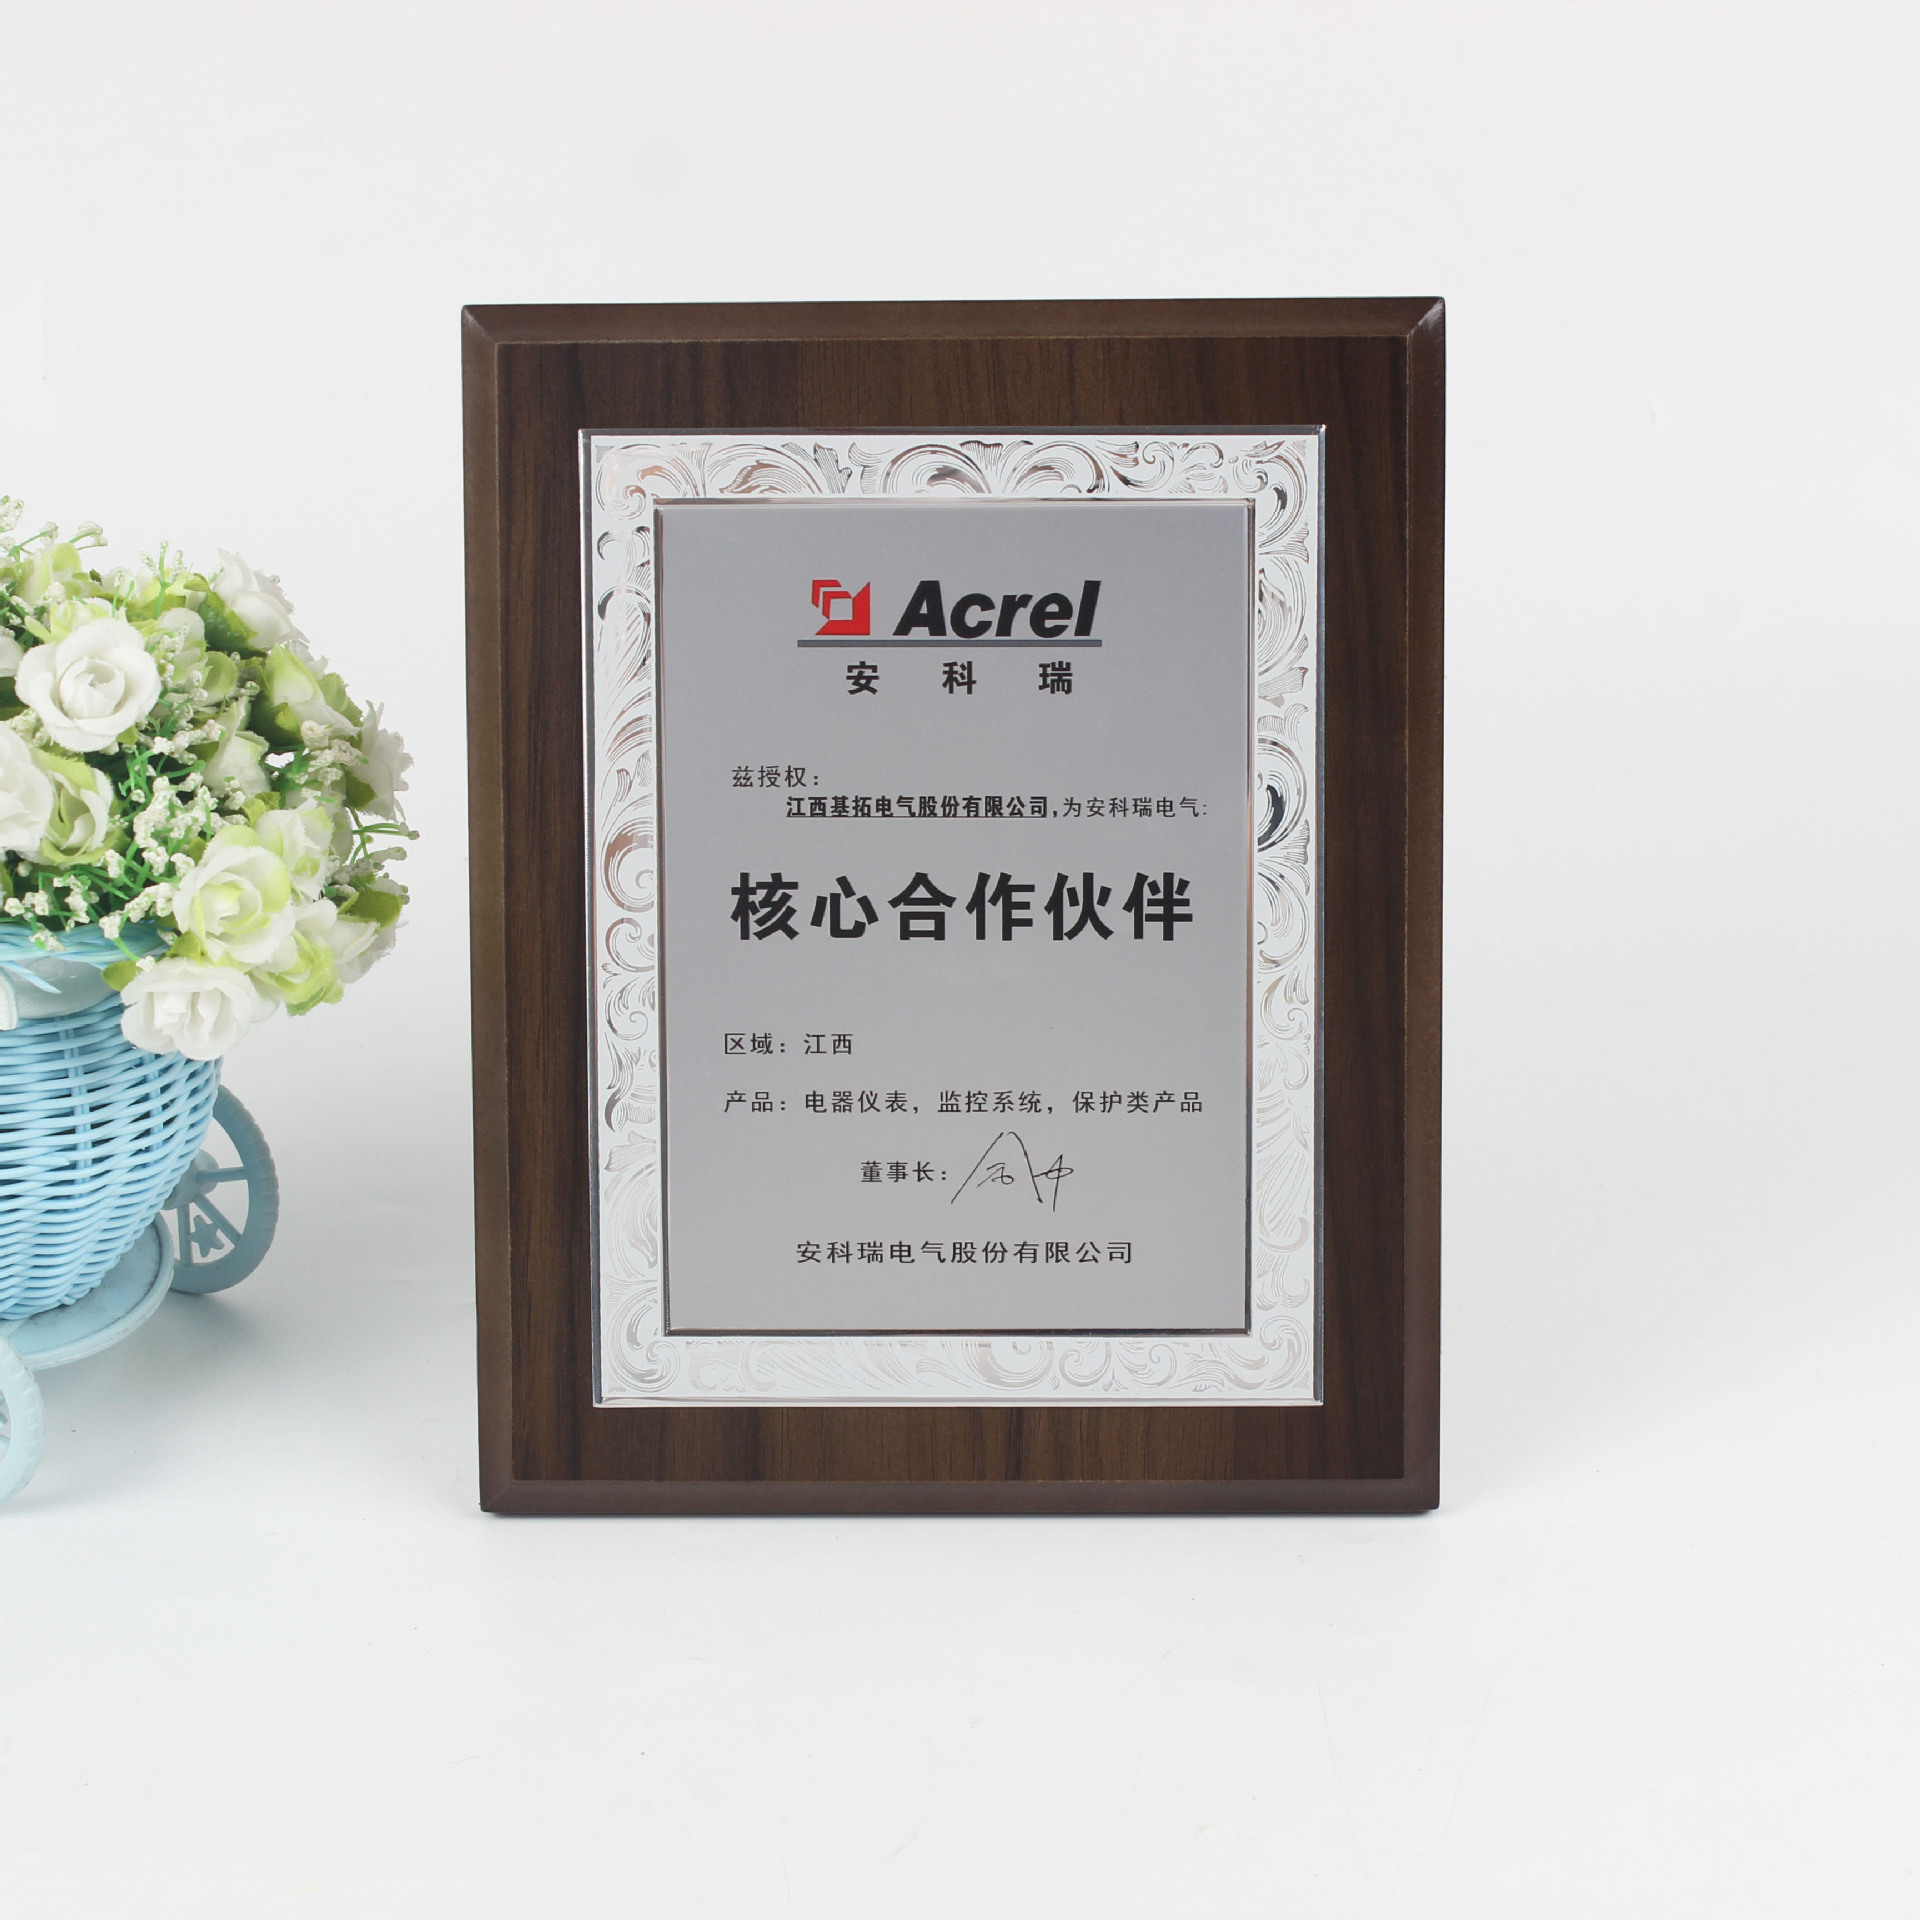 Acrel
安科瑞
兹授权：
江西基拓电气股份有限公司，为安科瑞电气：
核心合作伙伴
区域：江西
产品：电器仪表，监控系统，保护类产品
董事长：
安科瑞电气股份有限公司